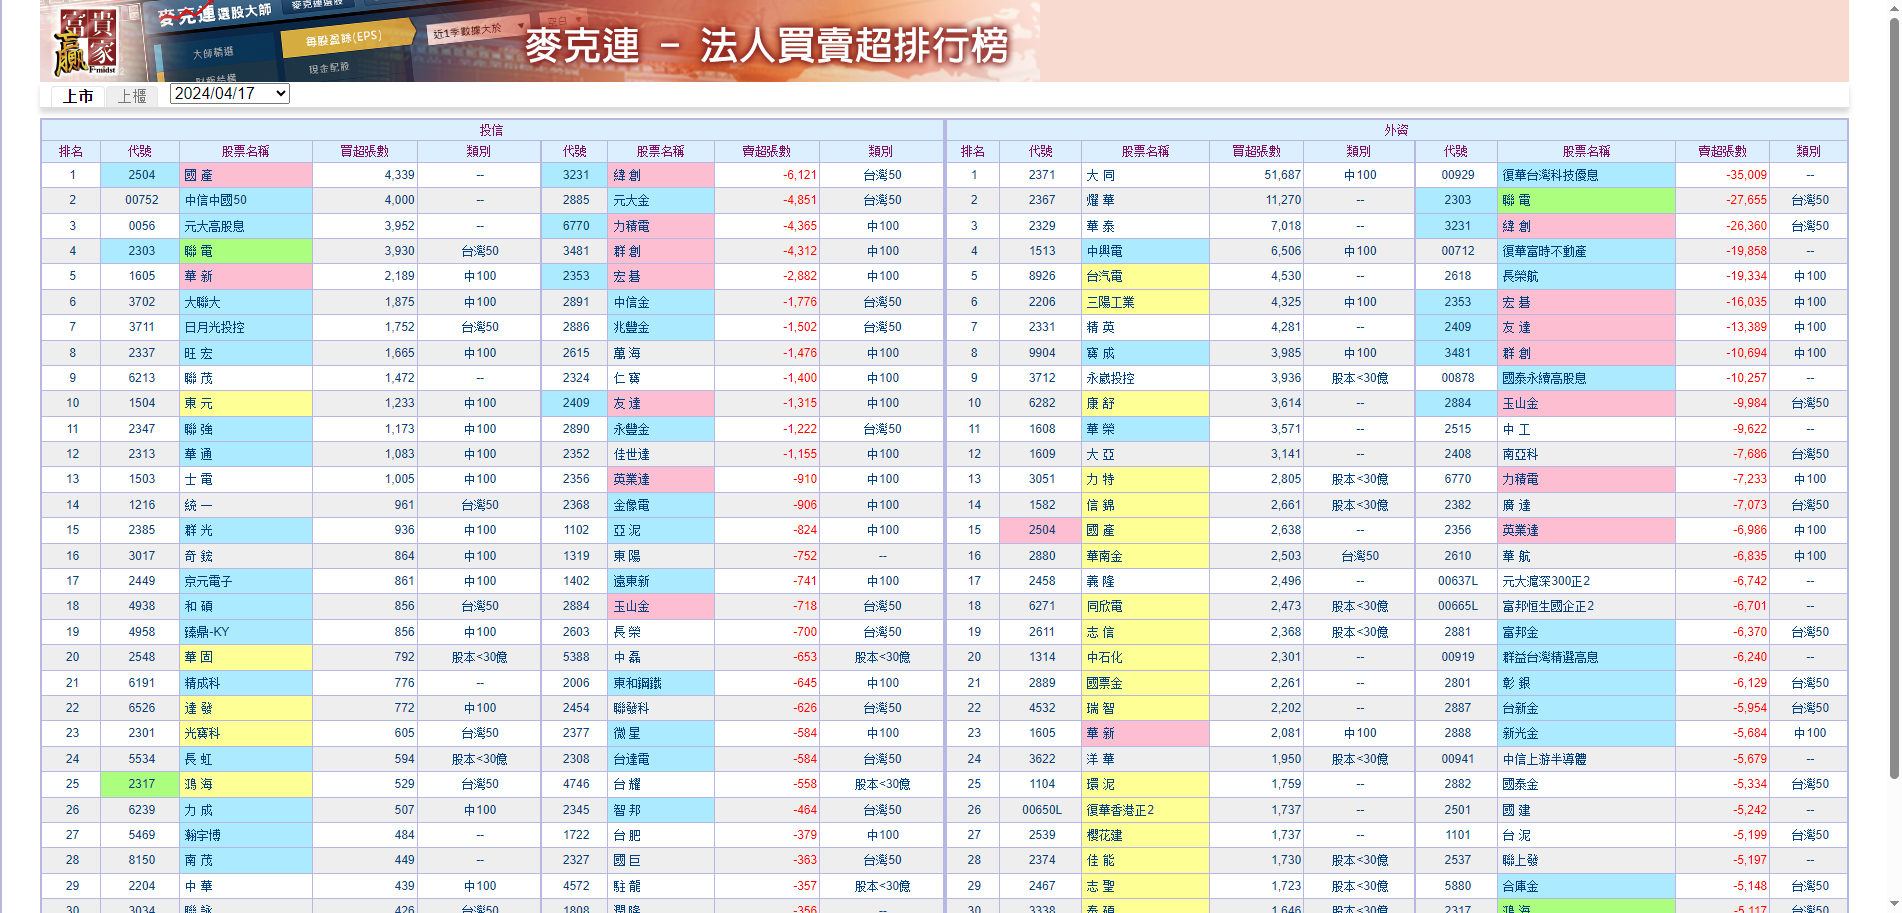 富貴赢家
F-midst
麥克連選股大師
麥克連選股
大師精選
財報結構
每股盈餘(EPS)
現金配股
近1季數據大於
空白
麥克連 － 法人買賣超排行榜
上市 上櫃 2024/04/17
投信 外資
排名 代號 股票名稱 買超張數 類別 代號 股票名稱 賣超張數 類別 排名 代號 股票名稱 買超張數 類別 代號 股票名稱 賣超張數 類別
1 2504 國產 4,339 -- 3231 緯創 -6,121 台灣50 1 2371 大同 51,687 中100 00929 復華台灣科技優息 -35,009 --
2 00752 中信中國50 4,000 -- 2885 元大金 -4,851 台灣50 2 2367 燿華 11,270 -- 2303 聯電 -27,655 台灣50
3 0056 元大高股息 3,952 -- 6770 力積電 -4,365 中100 3 2329 華泰 7,018 -- 3231 緯創 -26,360 台灣50
4 2303 聯電 3,930 台灣50 3481 群創 -4,312 中100 4 1513 中興電 6,506 中100 00712 復華富時不動產 -19,858 --
5 1605 華新 2,189 中100 2353 宏碁 -2,882 中100 5 8926 台汽電 4,530 -- 2618 長榮航 -19,334 中100
6 3702 大聯大 1,875 中100 2891 中信金 -1,776 台灣50 6 2206 三陽工業 4,325 中100 2353 宏碁 -16,035 中100
7 3711 日月光投控 1,752 台灣50 2886 兆豐金 -1,502 台灣50 7 2331 精英 4,281 -- 2409 友達 -13,389 中100
8 2337 旺宏 1,665 中100 2615 萬海 -1,476 中100 8 9904 寶成 3,985 中100 3481 群創 -10,694 中100
9 6213 聯茂 1,472 -- 2324 仁寶 -1,400 中100 9 3712 永崴投控 3,936 股本<30億 00878 國泰永續高股息 -10,257 --
10 1504 東元 1,233 中100 2409 友達 -1,315 中100 10 6282 康舒 3,614 -- 2884 玉山金 -9,984 台灣50
11 2347 聯強 1,173 中100 2890 永豐金 -1,222 台灣50 11 1608 華榮 3,571 -- 2515 中工 -9,622 --
12 2313 華通 1,083 中100 2352 佳世達 -1,155 中100 12 1609 大亞 3,141 -- 2408 南亞科 -7,686 台灣50
13 1503 士電 1,005 中100 2356 英業達 -910 中100 13 3051 力特 2,805 股本<30億 6770 力積電 -7,233 中100
14 1216 統一 961 台灣50 2368 金像電 -906 中100 14 1582 信錦 2,661 股本<30億 2382 廣達 -7,073 台灣50
15 2385 群光 936 中100 1102 亞泥 -824 中100 15 2504 國產 2,638 -- 2356 英業達 -6,986 中100
16 3017 奇鋐 864 中100 1319 東陽 -752 -- 16 2880 華南金 2,503 台灣50 2610 華航 -6,835 中100
17 2449 京元電子 861 中100 1402 遠東新 -741 中100 17 2458 義隆 2,496 -- 00637L 元大滬深300正2 -6,742 --
18 4938 和碩 856 台灣50 2884 玉山金 -718 台灣50 18 6271 同欣電 2,473 股本<30億 00665L 富邦恒生國企正2 -6,701 --
19 4958 臻鼎-KY 856 中100 2603 長榮 -700 台灣50 19 2611 志信 2,368 股本<30億 2881 富邦金 -6,370 台灣50
20 2548 華固 792 股本<30億 5388 中磊 -653 股本<30億 20 1314 中石化 2,301 -- 00919 群益台灣精選高息 -6,240 --
21 6191 精成科 776 -- 2006 東和鋼鐵 -645 中100 21 2889 國票金 2,261 -- 2801 彰銀 -6,129 台灣50
22 6526 達發 772 中100 2454 聯發科 -626 台灣50 22 4532 瑞智 2,202 -- 2887 台新金 -5,954 台灣50
23 2301 光寶科 605 台灣50 2377 微星 -584 中100 23 1605 華新 2,081 中100 2888 新光金 -5,684 中100
24 5534 長虹 594 股本<30億 2308 台達電 -584 台灣50 24 3622 洋華 1,950 股本<30億 00941 中信上游半導體 -5,679 --
25 2317 鴻海 529 台灣50 4746 台耀 -558 股本<30億 25 1104 環泥 1,759 -- 2882 國泰金 -5,334 台灣50
26 6239 力成 507 中100 2345 智邦 -464 台灣50 26 00650L 復華香港正2 1,737 -- 2501 國建 -5,242 --
27 5469 瀚宇博 484 -- 1722 台肥 -379 中100 27 2539 櫻花建 1,737 -- 1101 台泥 -5,199 台灣50
28 8150 南茂 449 -- 2327 國巨 -363 台灣50 28 2374 佳能 1,730 股本<30億 2537 聯上發 -5,197 --
29 2204 中華 439 中100 4572 駐龍 -357 股本<30億 29 2467 志聖 1,723 股本<30億 5880 合庫金 -5,148 台灣50
30 3034 聯詠 426 台灣50 1808 潤隆 -356 -- 30 3338 泰碩 1,646 股本<30億 2317 鴻海 -5,117 台灣50